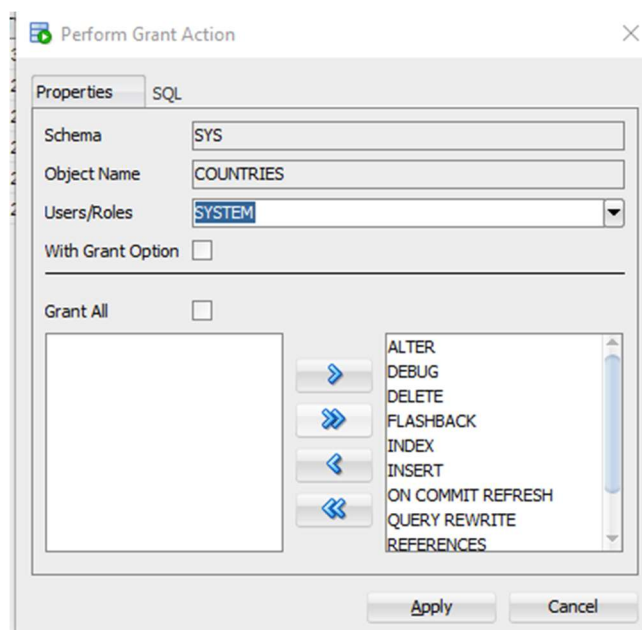 Perform Grant Action
Properties SQL
Schema SYS
Object Name COUNTRIES
Users/Roles SYSTEM
With Grant Option
Grant All
ALTER
DEBUG
DELETE
FLASHBACK
INDEX
INSERT
ON COMMIT REFRESH
QUERY REWRITE
REFERENCES
Apply Cancel